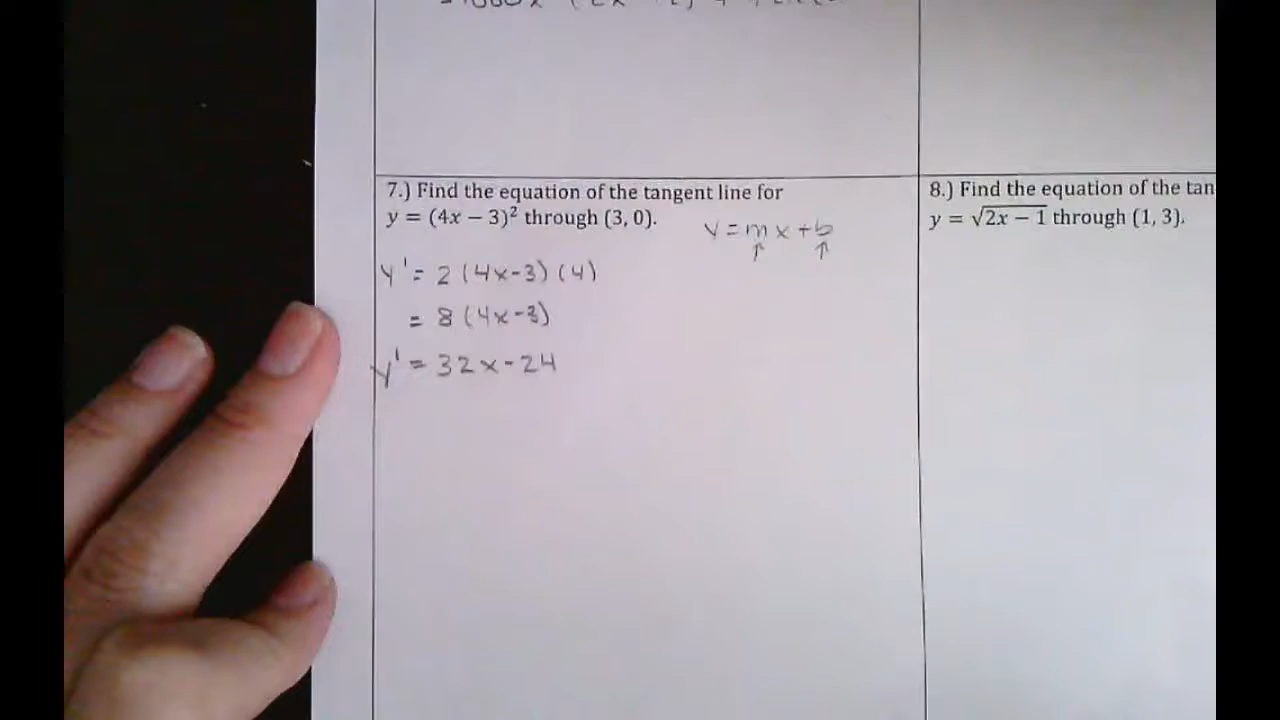 7.) Find the equation of the tangent line for
y = (4x − 3)² through (3, 0).
y = mx + b
↑ ↑
y' = 2 (4x-3) (4)
= 8 (4x-3)
y' = 32x-24
8.) Find the equation of the tan
y = √2x − 1 through (1, 3).